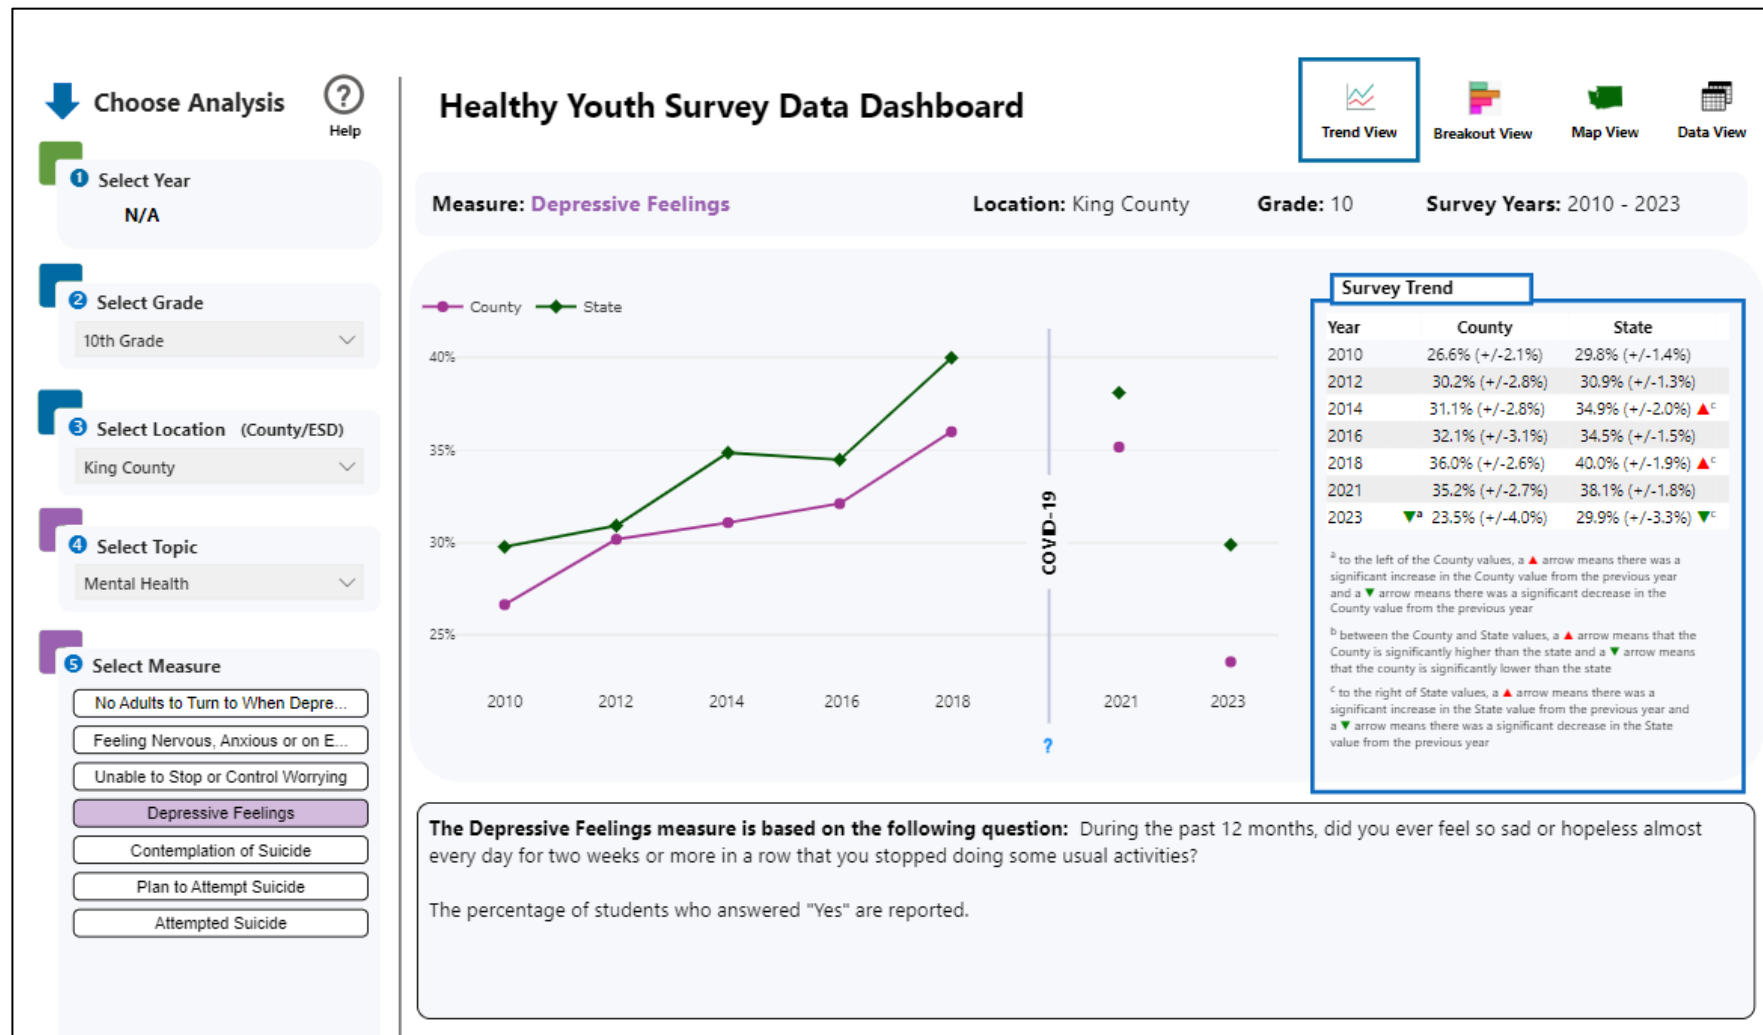 Choose Analysis
?
Help
1 Select Year
N/A
2 Select Grade
10th Grade
3 Select Location (County/ESD)
King County
4 Select Topic
Mental Health
5 Select Measure
No Adults to Turn to When Depre...
Feeling Nervous, Anxious or on E...
Unable to Stop or Control Worrying
Depressive Feelings
Contemplation of Suicide
Plan to Attempt Suicide
Attempted Suicide
Healthy Youth Survey Data Dashboard
Trend View
Breakout View
Map View
Data View
Measure: Depressive Feelings Location: King County Grade: 10 Survey Years: 2010 - 2023
County State
40%
35%
30%
25%
2010 2012 2014 2016 2018 2021 2023
COVID-19
?
Survey Trend
Year County State
2010 26.6% (+/-2.1%) 29.8% (+/-1.4%)
2012 30.2% (+/-2.8%) 30.9% (+/-1.3%)
2014 31.1% (+/-2.8%) 34.9% (+/-2.0%) ▲c
2016 32.1% (+/-3.1%) 34.5% (+/-1.5%)
2018 36.0% (+/-2.6%) 40.0% (+/-1.9%) ▲c
2021 35.2% (+/-2.7%) 38.1% (+/-1.8%)
2023 ▼a 23.5% (+/-4.0%) 29.9% (+/-3.3%) ▼c
a to the left of the County values, a ▲ arrow means there was a
significant increase in the County value from the previous year
and a ▼ arrow means there was a significant decrease in the
County value from the previous year
b between the County and State values, a ▲ arrow means that the
County is significantly higher than the state and a ▼ arrow means
that the county is significantly lower than the state
c to the right of State values, a ▲ arrow means there was a
significant increase in the State value from the previous year and
a ▼ arrow means there was a significant decrease in the State
value from the previous year
The Depressive Feelings measure is based on the following question: During the past 12 months, did you ever feel so sad or hopeless almost
every day for two weeks or more in a row that you stopped doing some usual activities?
The percentage of students who answered "Yes" are reported.